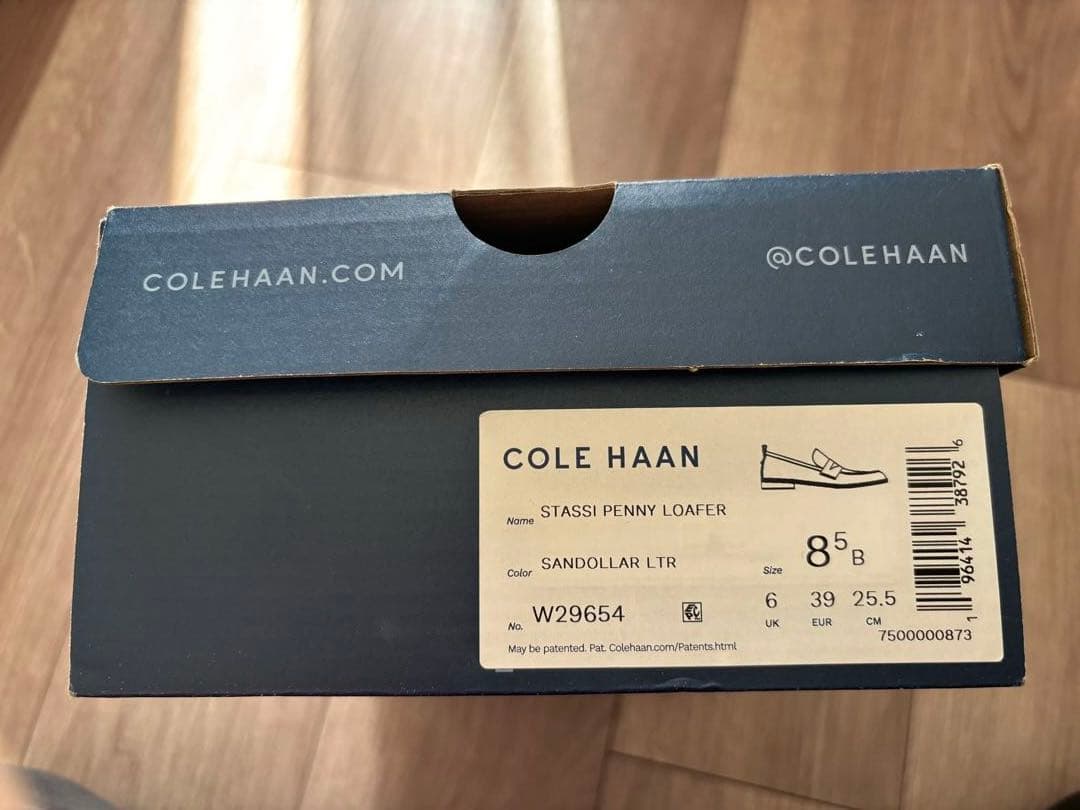 COLEHAAN.COM
@COLEHAAN
COLE HAAN
Name STASSI PENNY LOAFER
Color SANDOLLAR LTR
Size 8 5 B
No. W29654
6 39 25.5
UK EUR CM
May be patented. Pat. Colehaan.com/Patents.html
7500000873
1 96414 38792 6